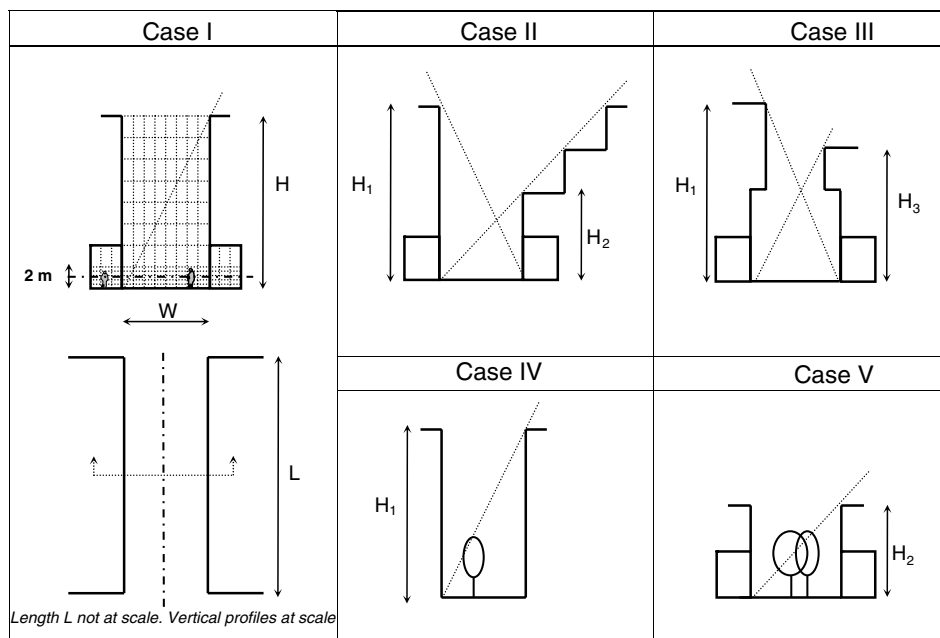 Case I
Case II
Case III
H
2 m
W
L
Length L not at scale. Vertical profiles at scale
H₁
H₂
H₁
H₃
Case IV
Case V
H₁
H₂